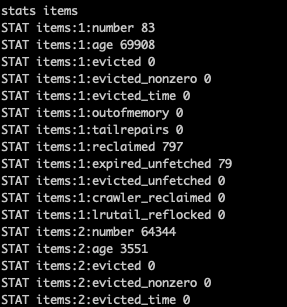 stats items
STAT items:1:number 83
STAT items:1:age 69908
STAT items:1:evicted 0
STAT items:1:evicted_nonzero 0
STAT items:1:evicted_time 0
STAT items:1:outofmemory 0
STAT items:1:tailrepairs 0
STAT items:1:reclaimed 797
STAT items:1:expired_unfetched 79
STAT items:1:evicted_unfetched 0
STAT items:1:crawler_reclaimed 0
STAT items:1:lrutail_reflocked 0
STAT items:2:number 64344
STAT items:2:age 3551
STAT items:2:evicted 0
STAT items:2:evicted_nonzero 0
STAT items:2:evicted_time 0